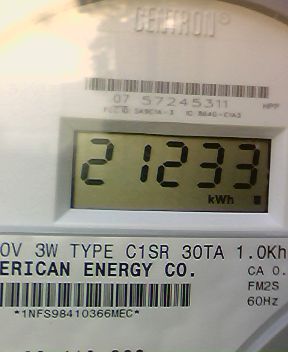 CENTRON®
07 57245311 HPP
21233
kWh
0V 3W TYPE C1SR 30TA 1.0Kh
ERICAN ENERGY CO. CA 0.
FM2S
60Hz
*1NFS98410366MEC*